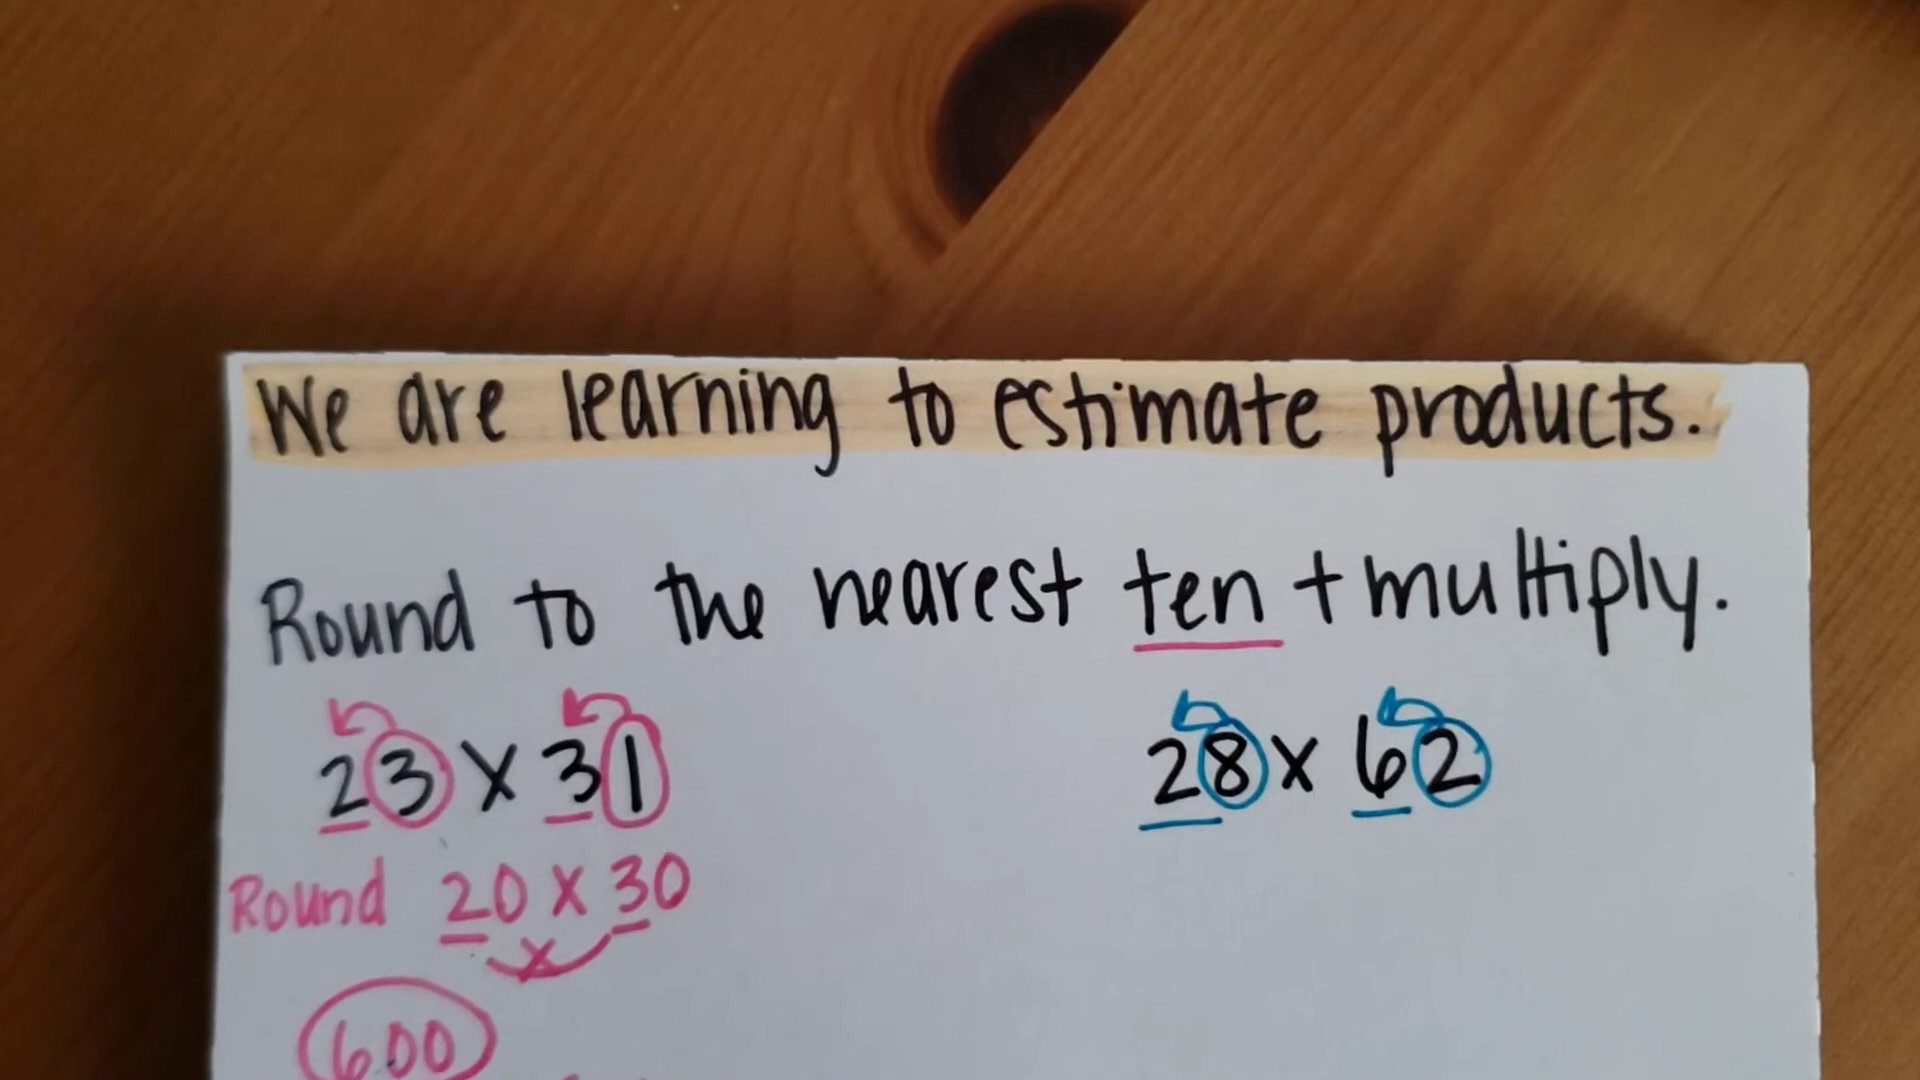 We are learning to estimate products.
Round to the nearest ten + multiply.
23 x 31
28 x 62
Round 20 x 30
x
600